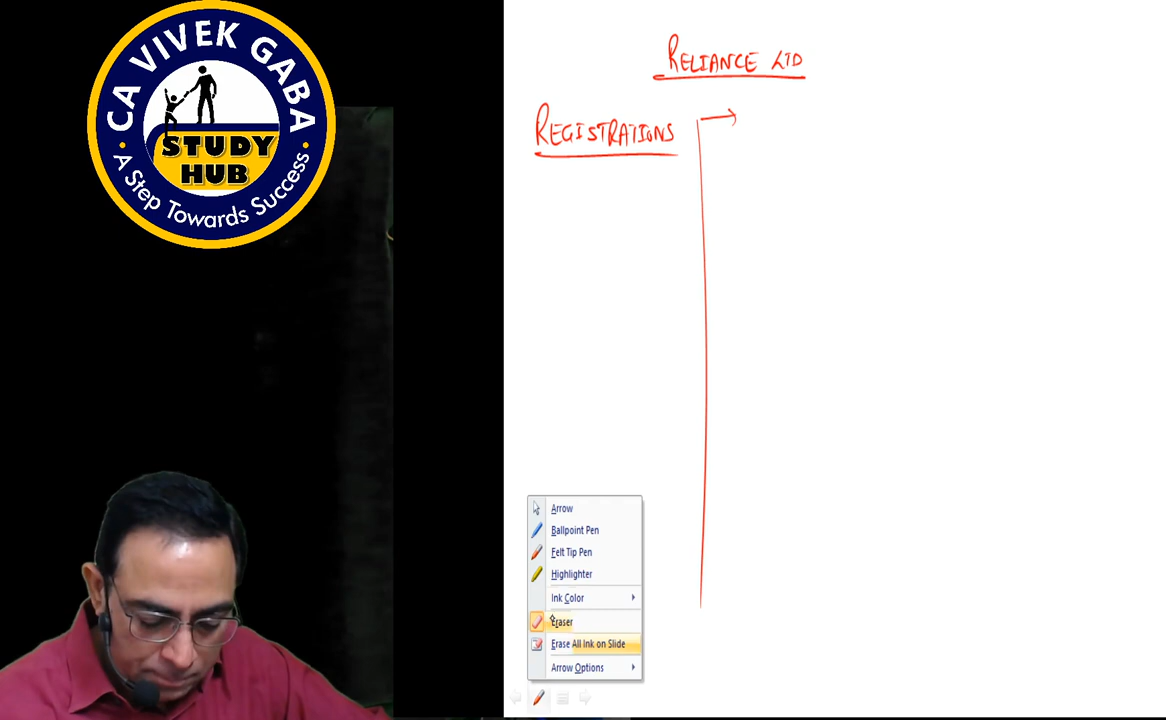 CA VIVEK GABA
STUDY
HUB
A Step Towards Success
RELIANCE LTD
REGISTRATIONS
Arrow
Ballpoint Pen
Felt Tip Pen
Highlighter
Ink Color
Eraser
Erase All Ink on Slide
Arrow Options